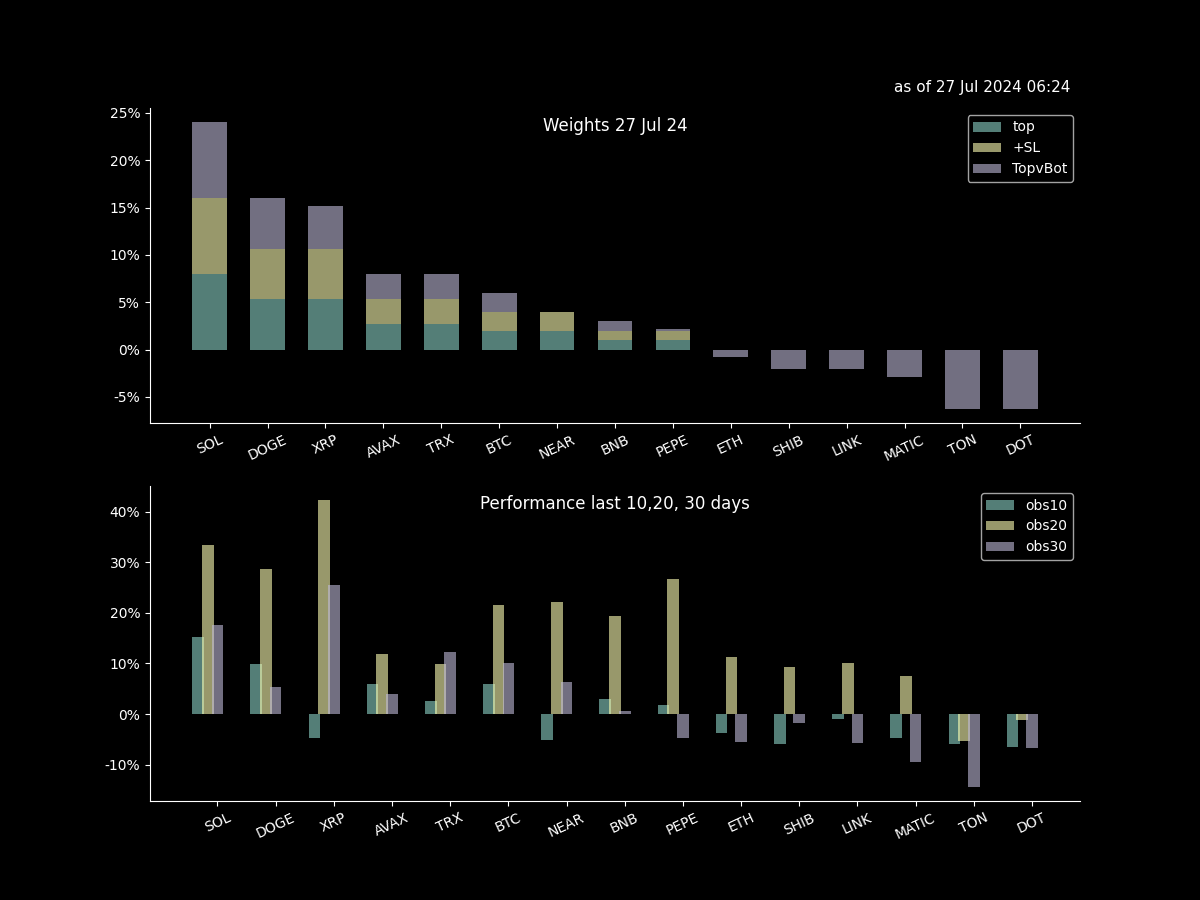 as of 27 Jul 2024 06:24
Weights 27 Jul 24
top
+SL
TopvBot
25%
20%
15%
10%
5%
0%
-5%
SOL DOGE XRP AVAX TRX BTC NEAR BNB PEPE ETH SHIB LINK MATIC TON DOT
Performance last 10,20, 30 days
obs10
obs20
obs30
40%
30%
20%
10%
0%
-10%
SOL DOGE XRP AVAX TRX BTC NEAR BNB PEPE ETH SHIB LINK MATIC TON DOT